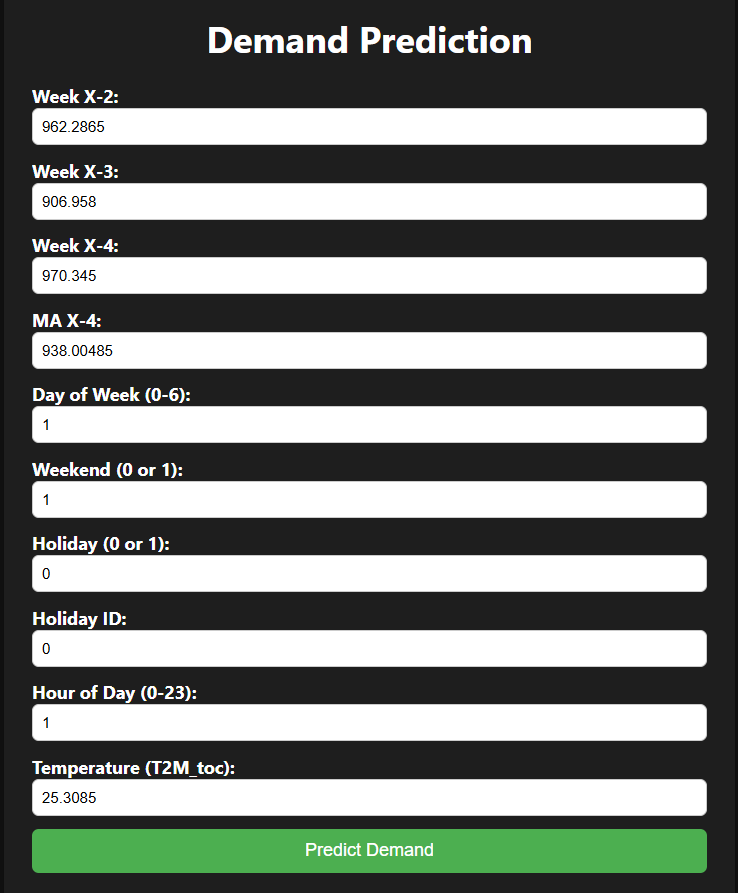 Demand Prediction
Week X-2:
962.2865
Week X-3:
906.958
Week X-4:
970.345
MA X-4:
938.00485
Day of Week (0-6):
1
Weekend (0 or 1):
1
Holiday (0 or 1):
0
Holiday ID:
0
Hour of Day (0-23):
1
Temperature (T2M_toc):
25.3085
Predict Demand